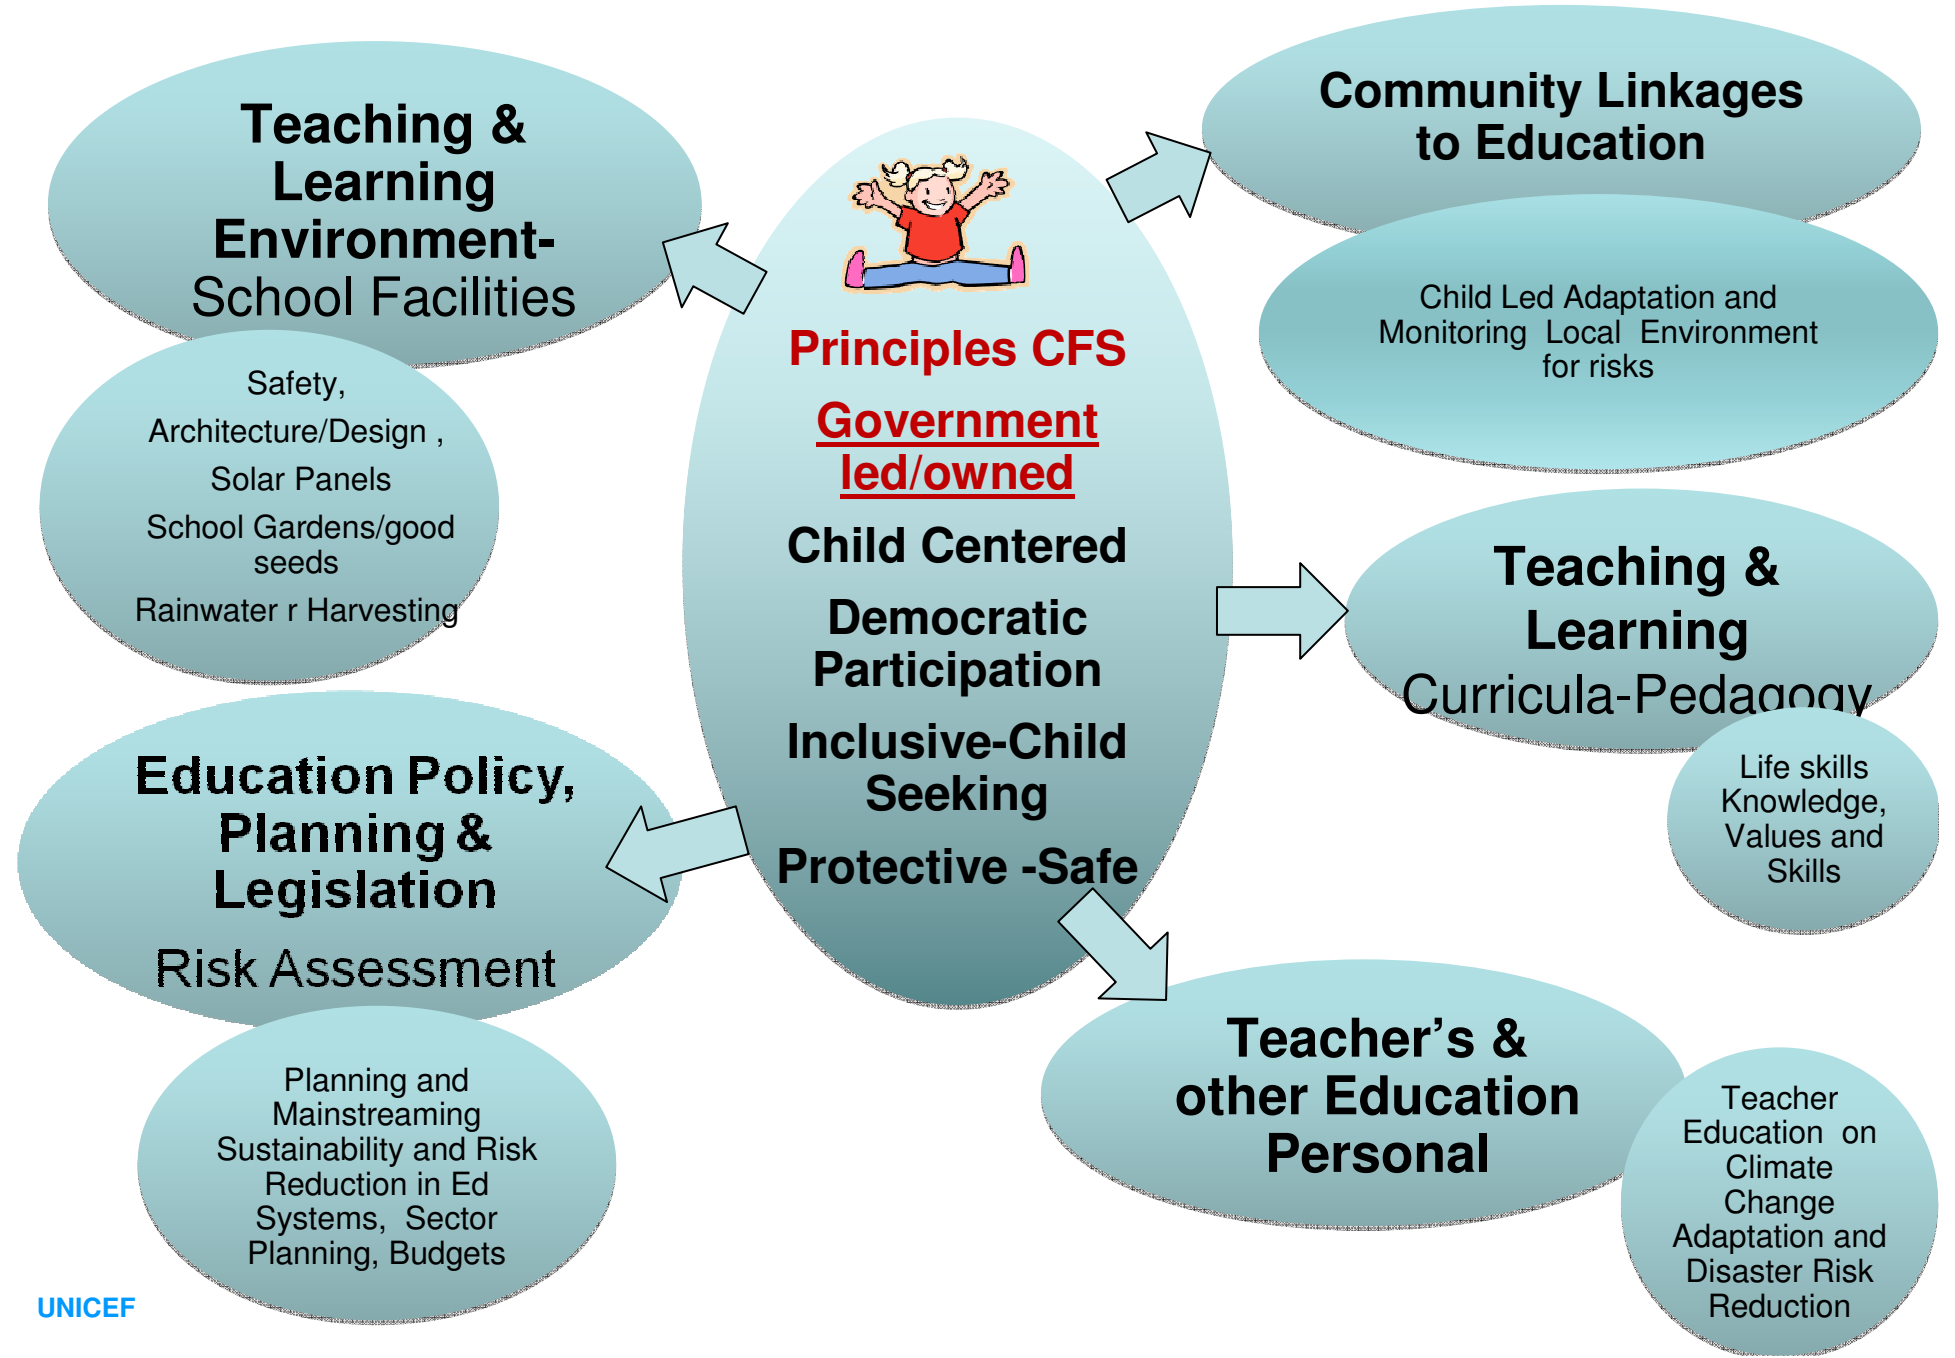 Teaching &
Learning
Environment-
School Facilities
Safety,
Architecture/Design ,
Solar Panels
School Gardens/good
seeds
Rainwater r Harvesting
Education Policy,
Planning &
Legislation
Risk Assessment
Planning and
Mainstreaming
Sustainability and Risk
Reduction in Ed
Systems, Sector
Planning, Budgets
UNICEF
Principles CFS
Government
led/owned
Child Centered
Democratic
Participation
Inclusive-Child
Seeking
Protective -Safe
Community Linkages
to Education
Child Led Adaptation and
Monitoring Local Environment
for risks
Teaching &
Learning
Curricula-Pedagogy
Life skills
Knowledge,
Values and
Skills
Teacher’s &
other Education
Personal
Teacher
Education on
Climate
Change
Adaptation and
Disaster Risk
Reduction